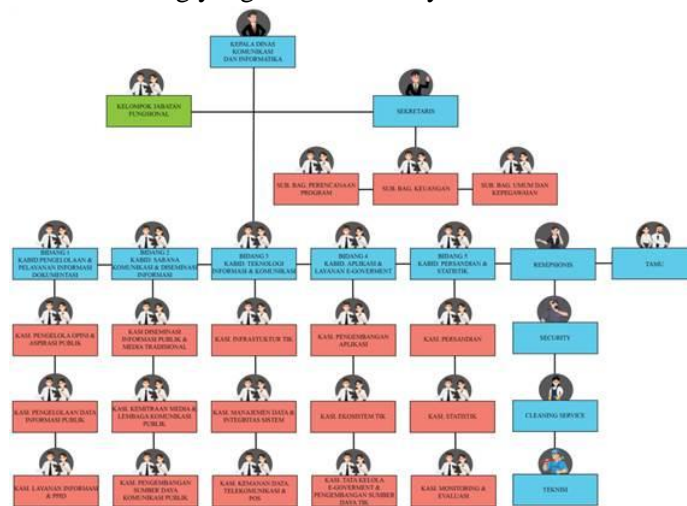 KEPALA DINAS
KOMUNIKASI
DAN INFORMATIKA
KELOMPOK JABATAN
FUNGSIONAL
SEKRETARIS
SUB. BAG. PERENCANAAN
PROGRAM
SUB. BAG. KEUANGAN
SUB. BAG. UMUM DAN
KEPEGAWAIAN
BIDANG 1
KABID.PENGELOLAAN &
PELAYANAN INFORMASI
DOKUMENTASI
BIDANG 2
KABID. SARANA
KOMUNIKASI & DISEMINASI
INFORMASI
BIDANG 3
KABID. TEKNOLOGI
INFORMASI & KOMUNIKASI
BIDANG 4
KABID. APLIKASI &
LAYANAN E-GOVERMENT
BIDANG 5
KABID. PERSANDIAN &
STATISTIK
RESEPHONIS
TAMU
KASI. PENGELOLA OPINI &
ASPIRASI PUBLIK
KASI DISEMINASI
INFORMASI PUBLIK &
MEDIA TRADISIONAL
KASI. INFRASTUKTUR TIK
KASI. PENGEMBANGAN
APLIKASI
KASI. PERSANDIAN
SECURITY
KASI. PENGELOLAAN DATA
INFORMASI PUBLIK
KASI. KEMITRAAN MEDIA &
LEMBAGA KOMUNIKASI
PUBLIK
KASI. MANAJEMEN DATA &
INTEGRITAS SISTEM
KASI. EKOSISTEM TIK
KASI. STATISTIK
CLEANING SERVICE
KASI. LAYANAN INFORMASI
& PPID
KASI. PENGEMBANGAN
SUMBER DAYA
KOMUNIKASI PUBLIK
KASI. KEMANAN DATA,
TELEKOMUNIKASI &
POS
KASI. TATA KELOLA
E-GOVERMENT &
PENGEMBANGAN SUMBER
DAYA TIK
KASI. MONITORING &
EVALUASI
TEKNISI